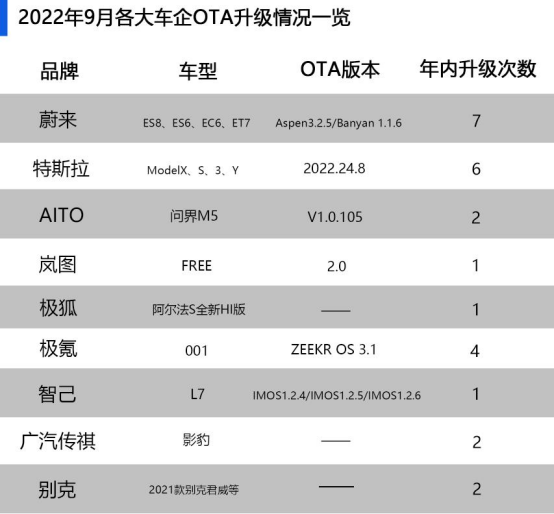 2022年9月各大车企OTA升级情况一览
品牌 车型 OTA版本 年内升级次数
蔚来 ES8、ES6、EC6、ET7 Aspen3.2.5/Banyan 1.1.6 7
特斯拉 ModelX、S、3、Y 2022.24.8 6
AITO 问界M5 V1.0.105 2
岚图 FREE 2.0 1
极狐 阿尔法S全新HI版 —— 1
极氪 001 ZEEKR OS 3.1 4
智己 L7 IMOS1.2.4/IMOS1.2.5/IMOS1.2.6 1
广汽传祺 影豹 —— 2
别克 2021款别克君威等 —— 2